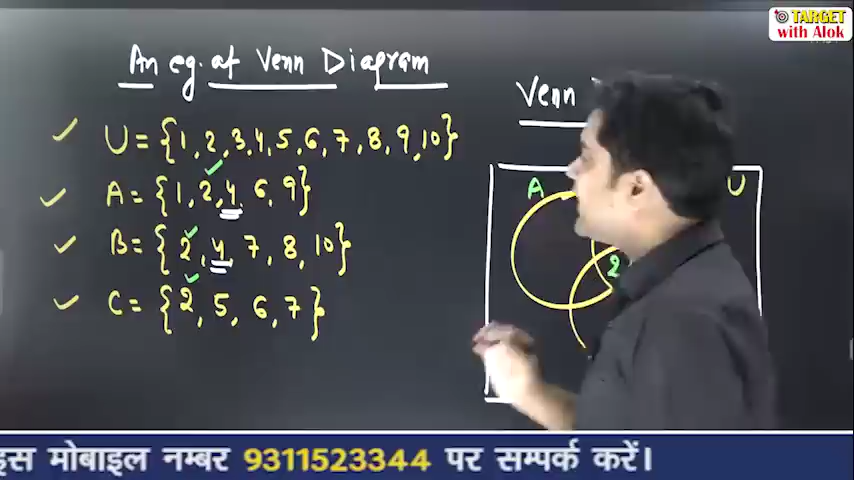 TARGET
with Alok
An eg. of Venn Diagram
Venn
U = {1, 2, 3, 4, 5, 6, 7, 8, 9, 10}
A = {1, 2, 4, 6, 9}
B = {2, 4, 7, 8, 10}
C = {2, 5, 6, 7}
A
U
2
इस मोबाइल नम्बर 9311523344 पर सम्पर्क करें।